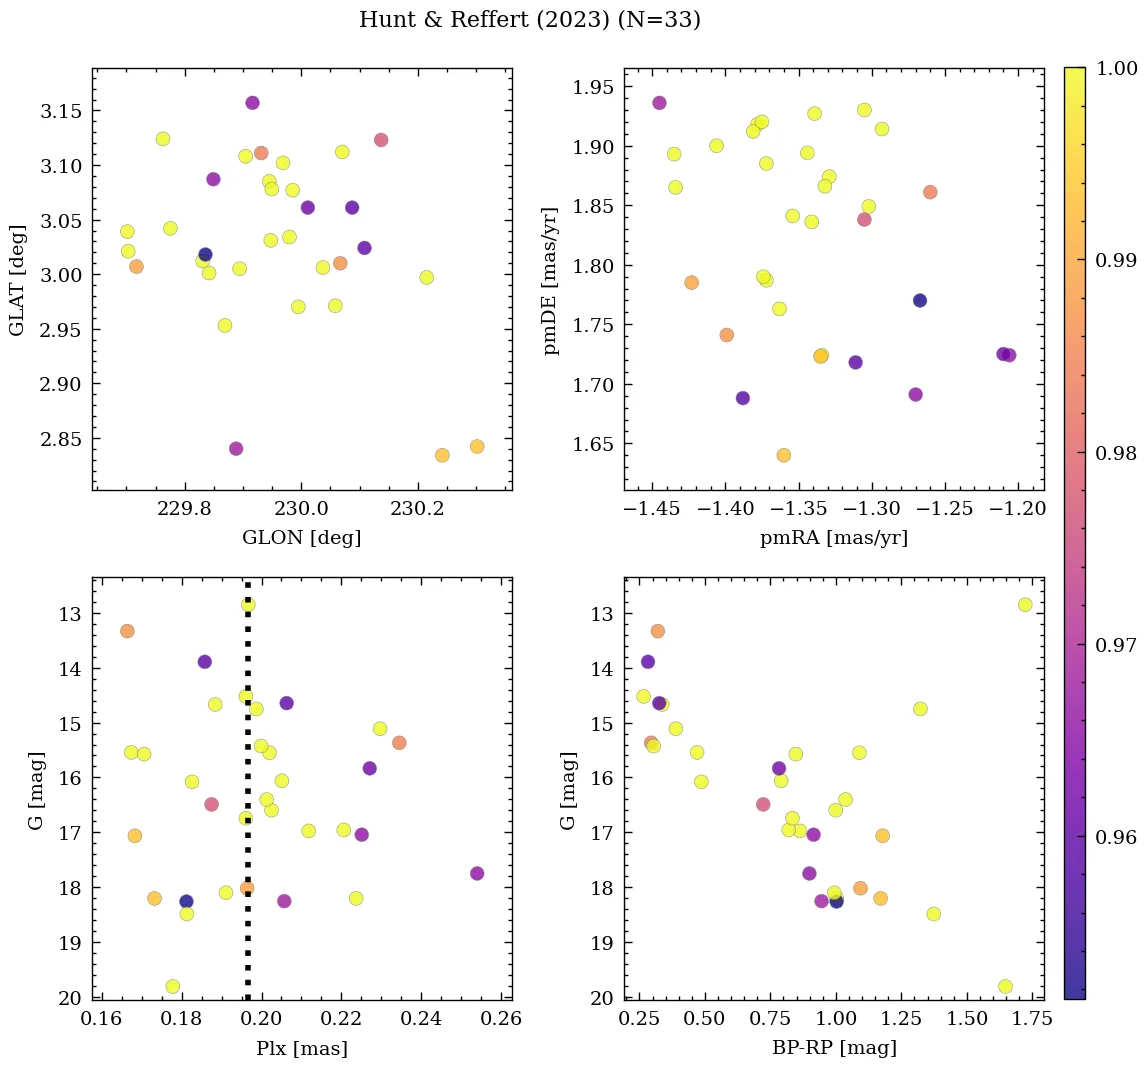 Hunt & Reffert (2023) (N=33)
3.15
3.10
3.05
3.00
2.95
2.90
2.85
GLAT [deg]
229.8 230.0 230.2
GLON [deg]
1.95
1.90
1.85
1.80
1.75
1.70
1.65
pmDE [mas/yr]
−1.45 −1.40 −1.35 −1.30 −1.25 −1.20
pmRA [mas/yr]
13
14
15
16
17
18
19
20
G [mag]
0.16 0.18 0.20 0.22 0.24 0.26
Plx [mas]
13
14
15
16
17
18
19
20
G [mag]
0.25 0.50 0.75 1.00 1.25 1.50 1.75
BP-RP [mag]
1.00
0.99
0.98
0.97
0.96